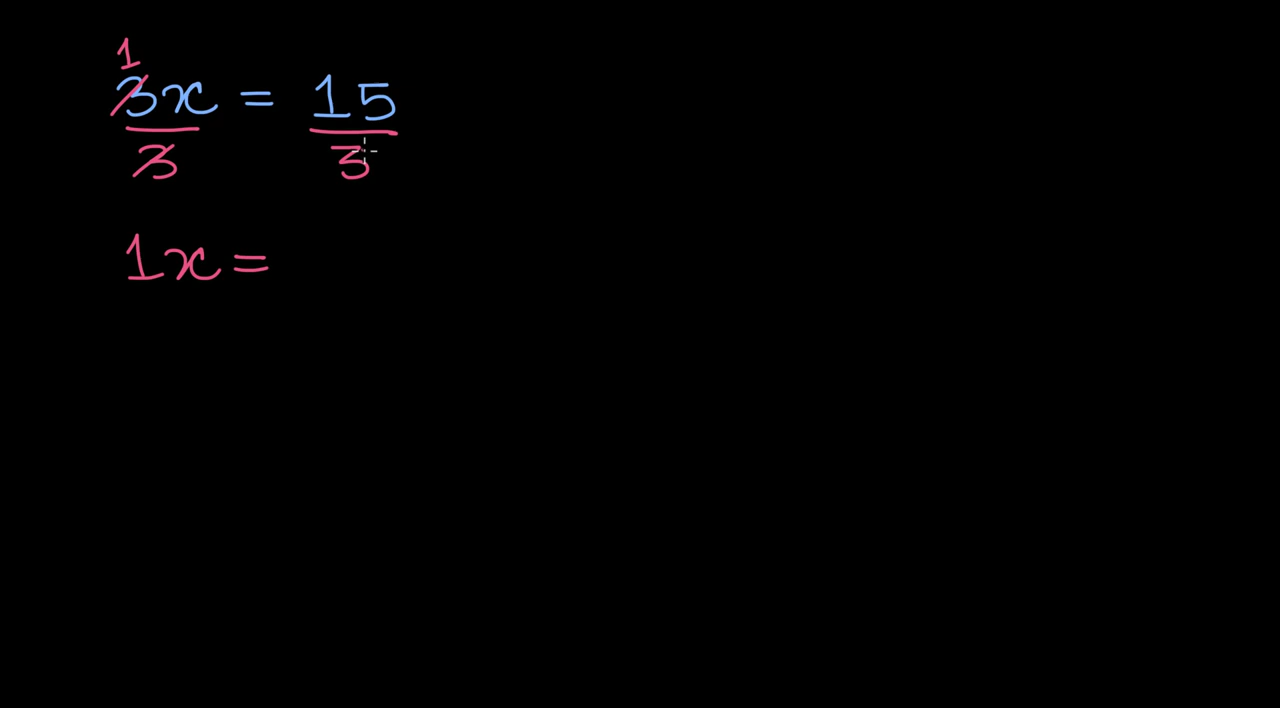 1
3x = 15
3 3
1x =